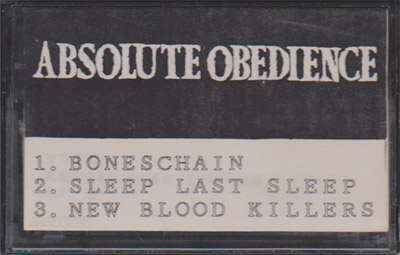 ABSOLUTE OBEDIENCE
1. BONESCHAIN
2. SLEEP LAST SLEEP
3. NEW BLOOD KILLERS